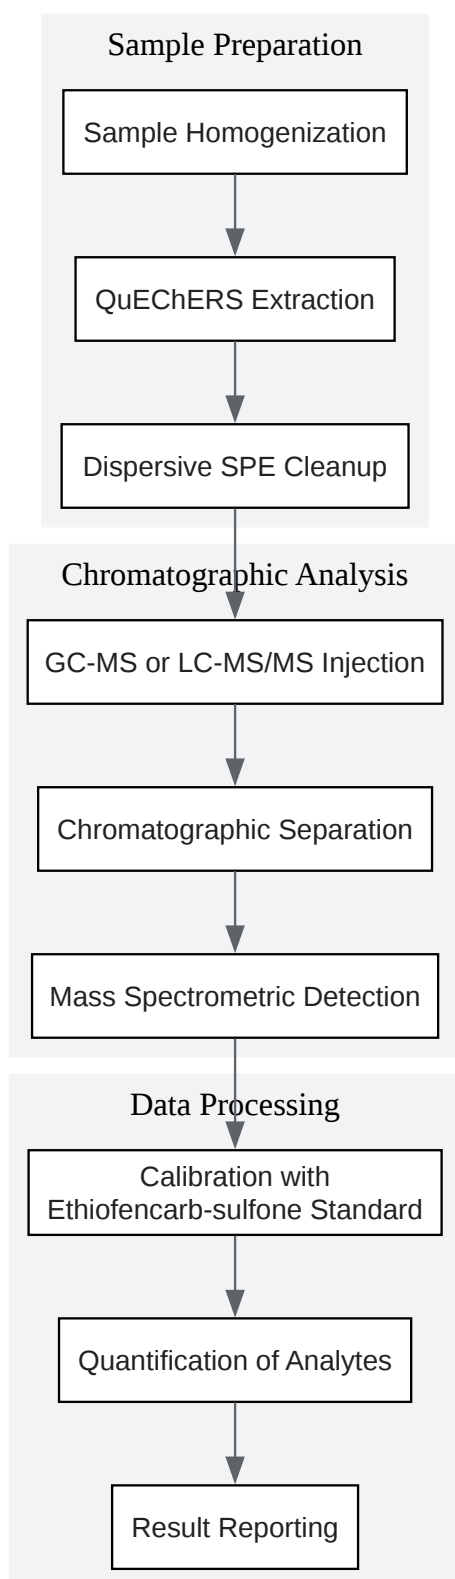 Sample Preparation
Sample Homogenization
QuEChERS Extraction
Dispersive SPE Cleanup
Chromatographic Analysis
GC-MS or LC-MS/MS Injection
Chromatographic Separation
Mass Spectrometric Detection
Data Processing
Calibration with
Ethiofencarb-sulfone Standard
Quantification of Analytes
Result Reporting